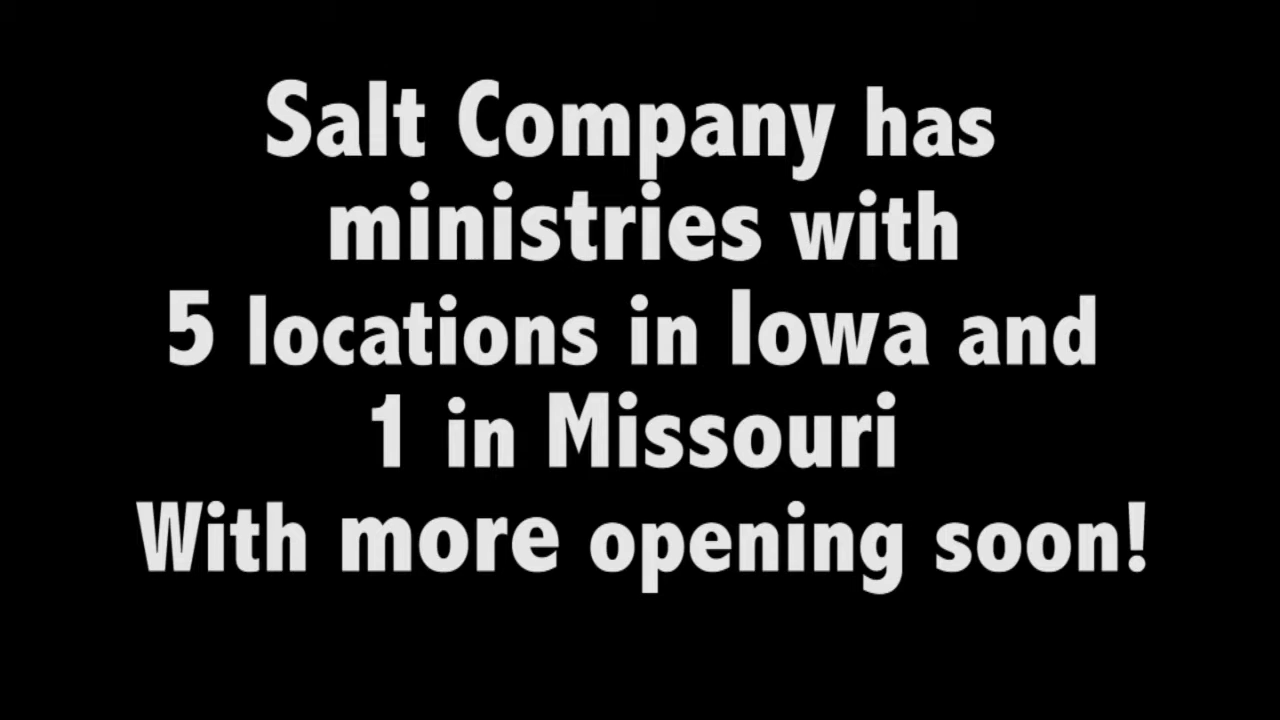 Salt Company has
ministries with
5 locations in Iowa and
1 in Missouri
With more opening soon!